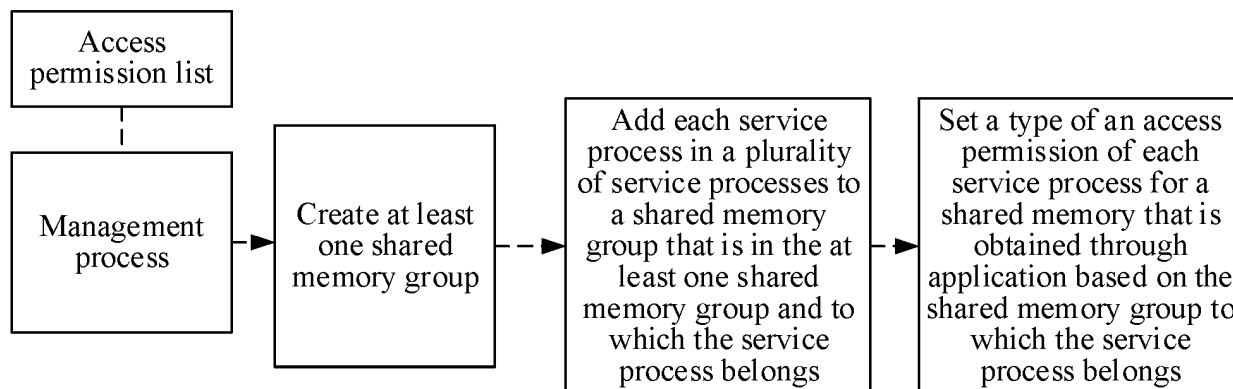 Access
permission list
Management
process
Create at least
one shared
memory group
Add each service
process in a plurality
of service processes to
a shared memory
group that is in the at
least one shared
memory group and to
which the service
process belongs
Set a type of an access
permission of each
service process for a
shared memory that is
obtained through
application based on the
shared memory group to
which the service
process belongs